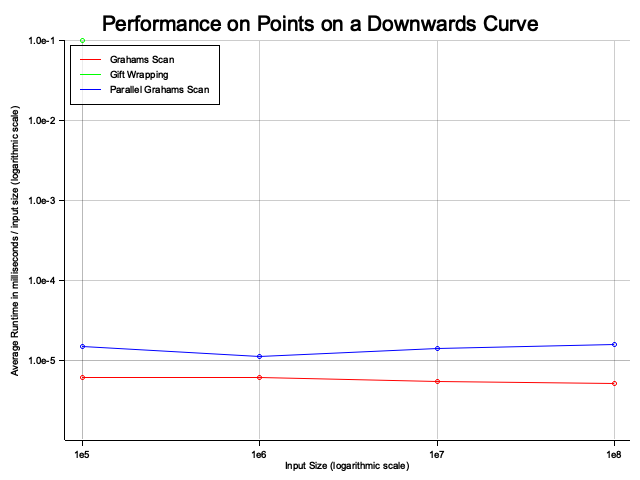 Performance on Points on a Downwards Curve
1.0e-1
Grahams Scan
Gift Wrapping
Parallel Grahams Scan
1.0e-2
1.0e-3
1.0e-4
1.0e-5
Average Runtime in milliseconds / input size (logarithmic scale)
1e5
1e6
1e7
1e8
Input Size (logarithmic scale)